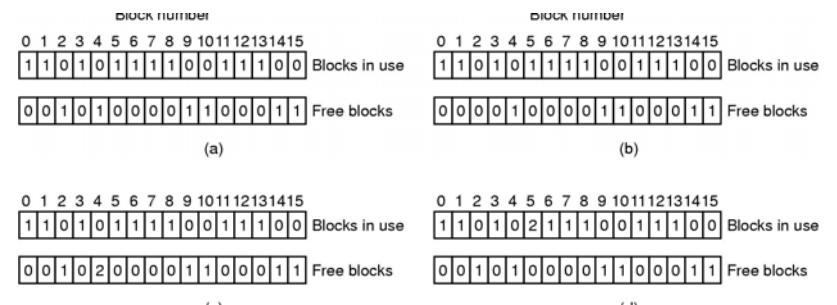 Block number
0 1 2 3 4 5 6 7 8 9 10 11 12 13 14 15
1 1 0 1 0 1 1 1 1 0 0 1 1 1 0 0 Blocks in use
0 0 1 0 1 0 0 0 0 1 1 0 0 0 1 1 Free blocks
(a)
Block number
0 1 2 3 4 5 6 7 8 9 10 11 12 13 14 15
1 1 0 1 0 1 1 1 1 0 0 1 1 1 0 0 Blocks in use
0 0 0 0 1 0 0 0 0 1 1 0 0 0 1 1 Free blocks
(b)
0 1 2 3 4 5 6 7 8 9 10 11 12 13 14 15
1 1 0 1 0 1 1 1 1 0 0 1 1 1 0 0 Blocks in use
0 0 1 0 2 0 0 0 0 1 1 0 0 0 1 1 Free blocks
0 1 2 3 4 5 6 7 8 9 10 11 12 13 14 15
1 1 0 1 0 2 1 1 1 0 0 1 1 1 0 0 Blocks in use
0 0 1 0 1 0 0 0 0 1 1 0 0 0 1 1 Free blocks